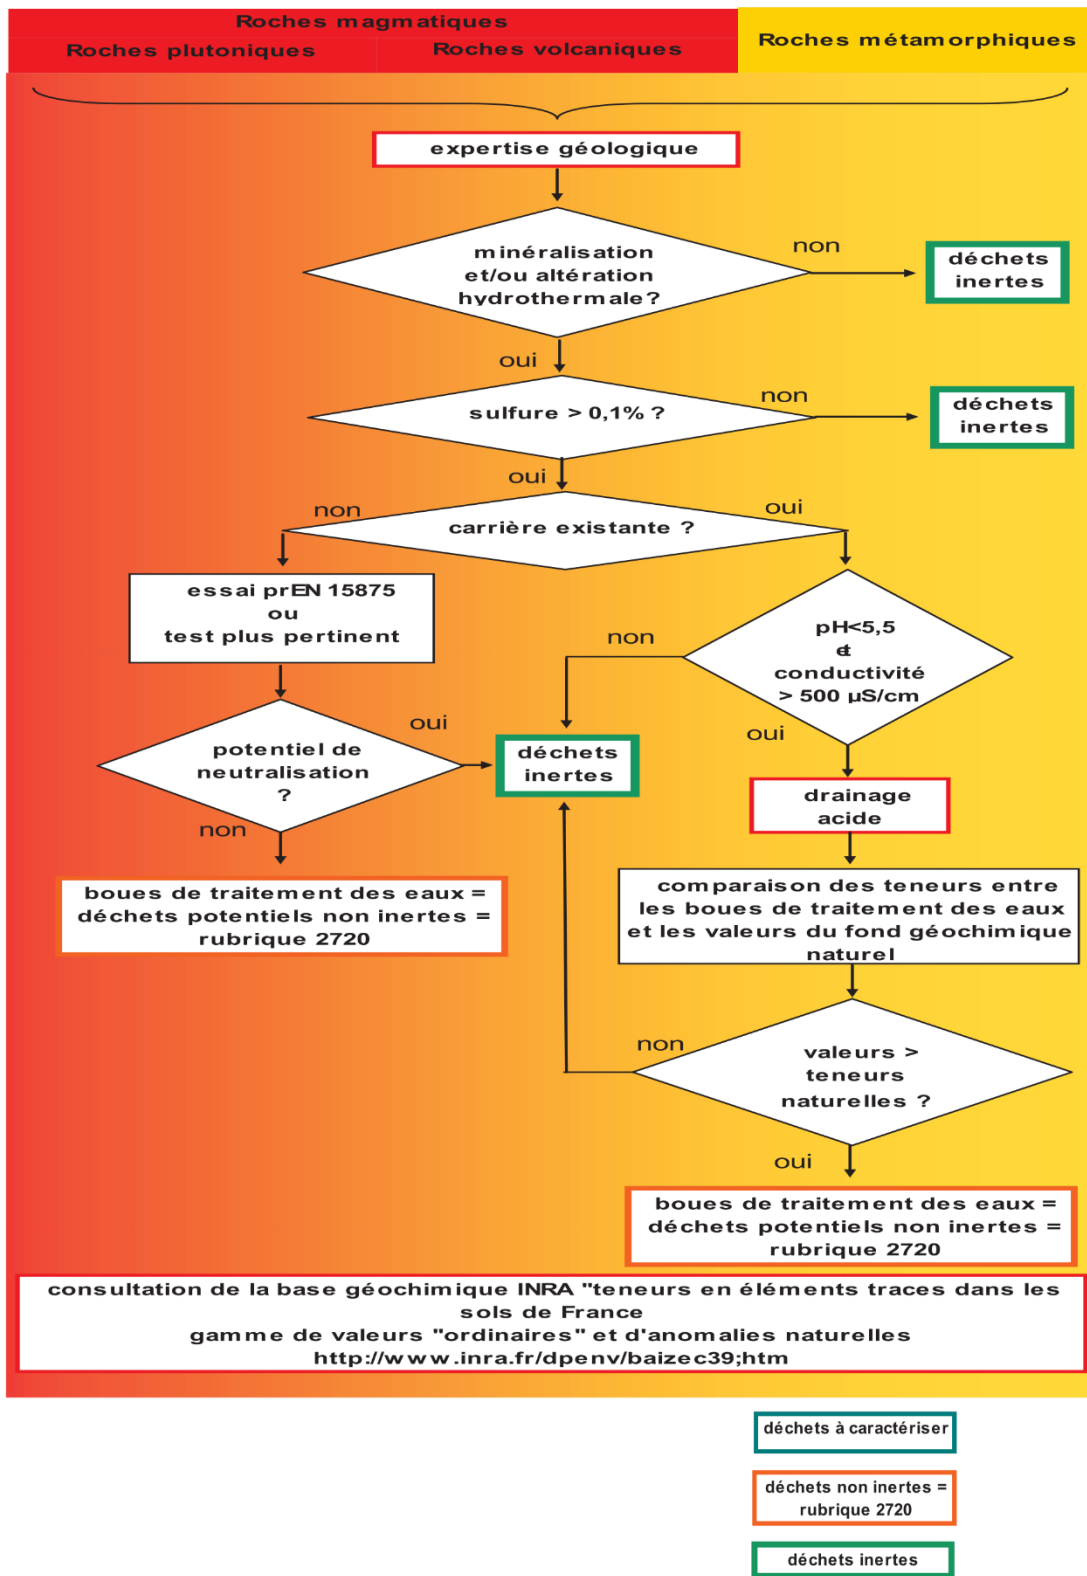 Roches magmatiques
Roches plutoniques
Roches volcaniques
Roches métamorphiques
expertise géologique
minéralisation
et/ou altération
hydrothermale?
non
déchets
inertes
oui
sulfure > 0,1% ?
non
déchets
inertes
oui
non
carrière existante ?
oui
essai prEN 15875
ou
test plus pertinent
non
pH<5,5
et
conductivité
> 500 µS/cm
oui
potentiel de
neutralisation
?
oui
déchets
inertes
non
drainage
acide
boues de traitement des eaux =
déchets potentiels non inertes =
rubrique 2720
comparaison des teneurs entre
les boues de traitement des eaux
et les valeurs du fond géochimique
naturel
non
valeurs >
teneurs
naturelles ?
oui
boues de traitement des eaux =
déchets potentiels non inertes =
rubrique 2720
consultation de la base géochimique INRA "teneurs en éléments traces dans les
sols de France
gamme de valeurs "ordinaires" et d'anomalies naturelles
http://www.inra.fr/dpenv/baizec39;htm
déchets à caractériser
déchets non inertes =
rubrique 2720
déchets inertes